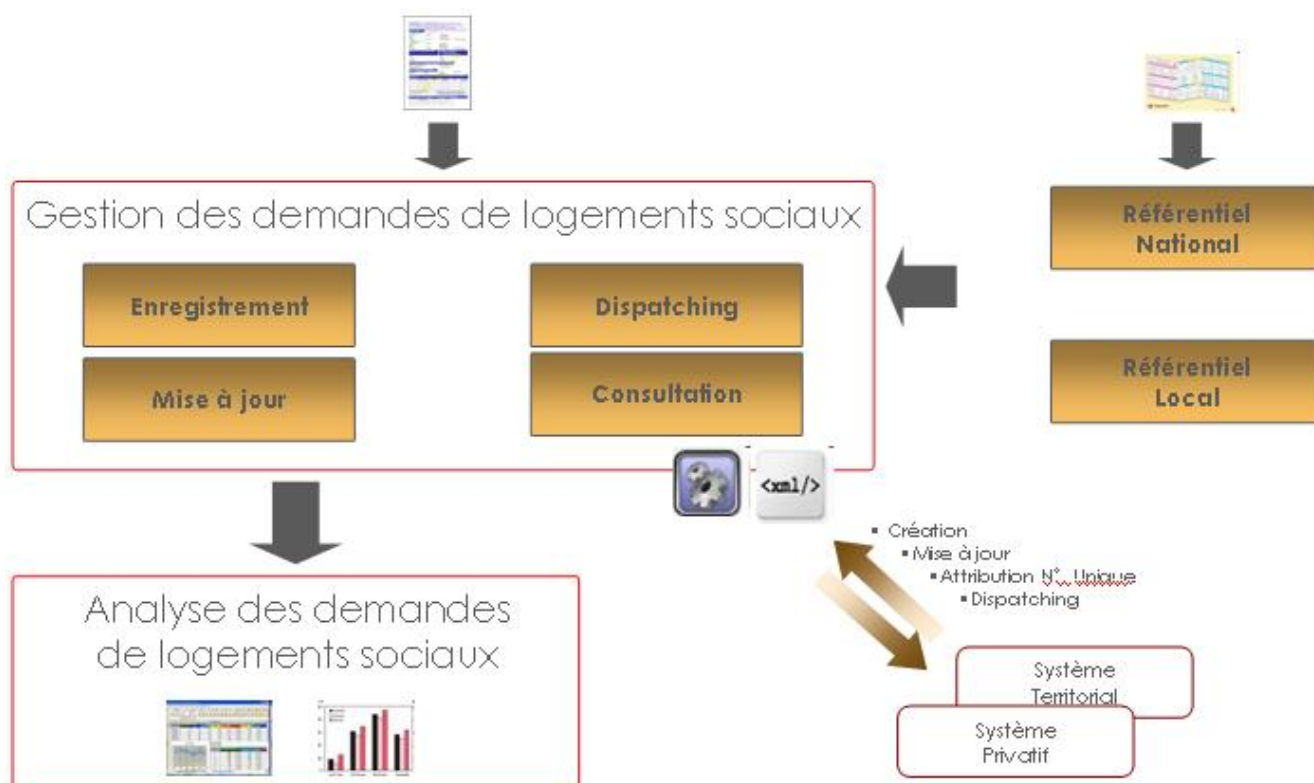 Gestion des demandes de logements sociaux
Enregistrement
Dispatching
Mise à jour
Consultation
Référentiel
National
Référentiel
Local
<xml/>
▪ Création
▪ Mise à jour
▪ Attribution N°. Unique
▪ Dispatching
Analyse des demandes
de logements sociaux
Système
Territorial
Système
Privatif